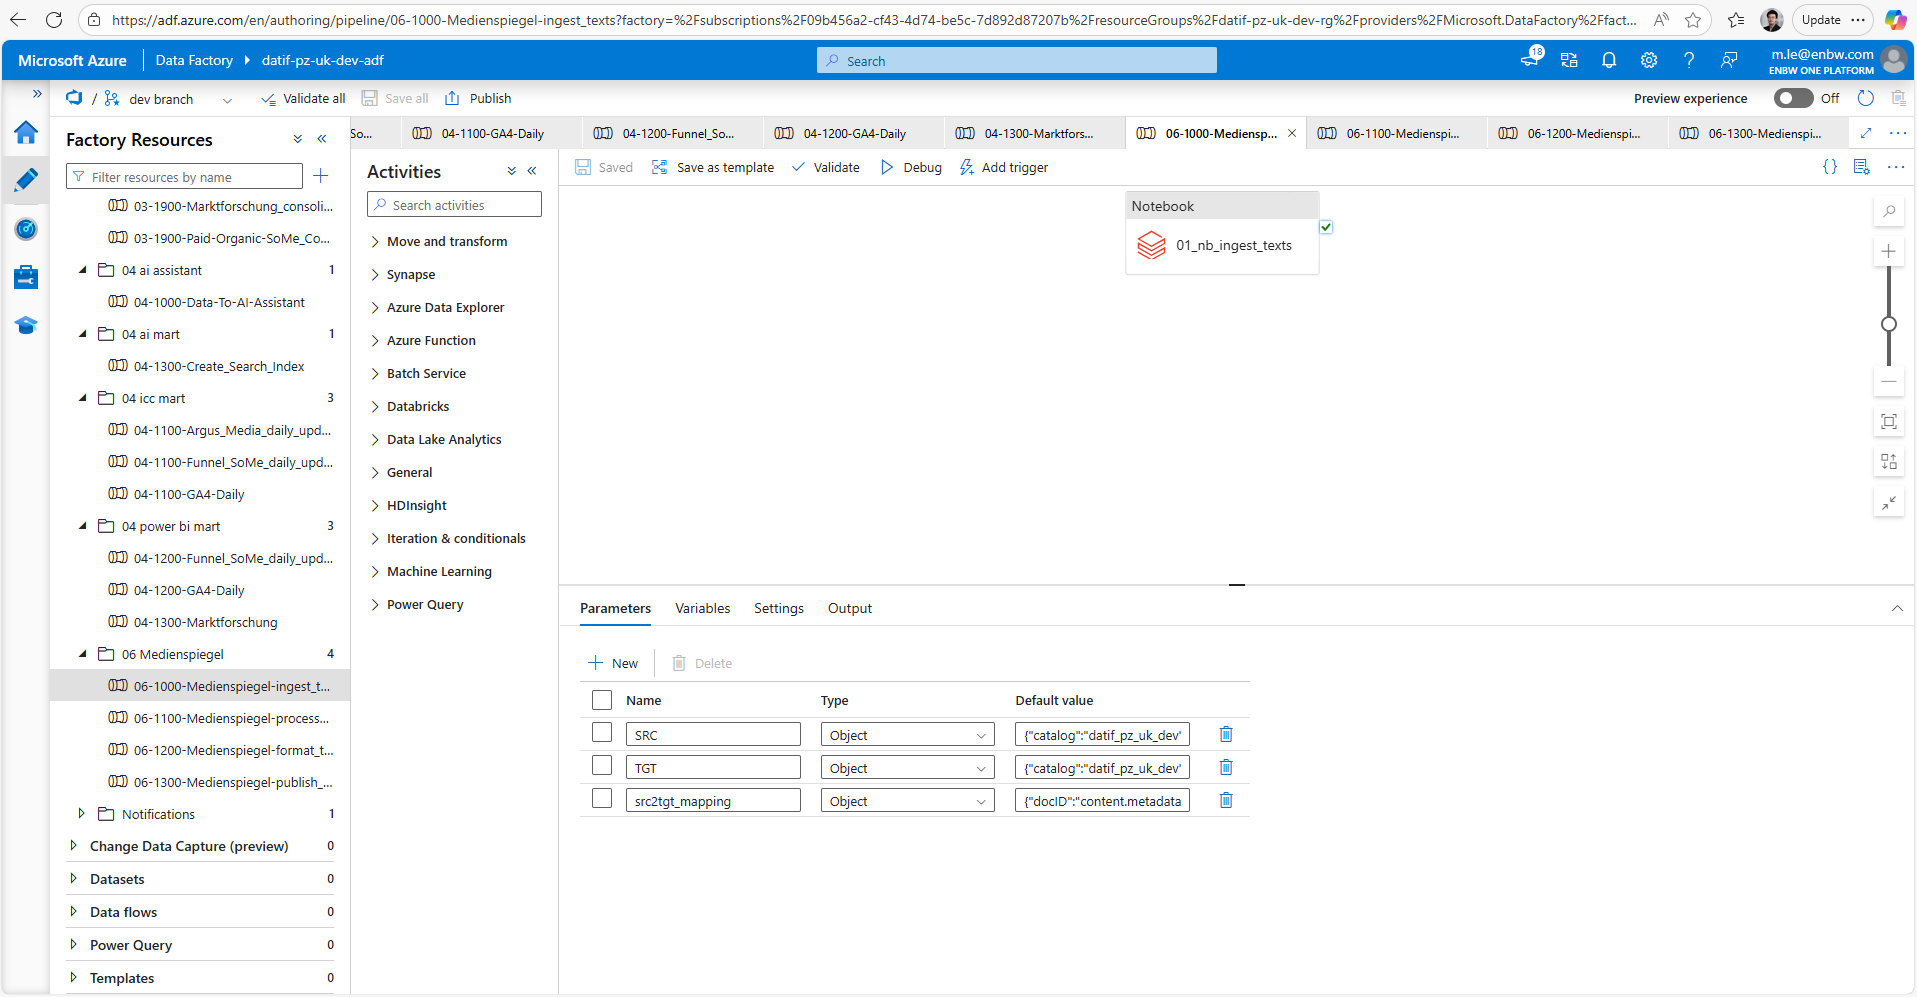 https://adf.azure.com/en/authoring/pipeline/06-1000-Medienspiegel-ingest_texts?factory=%2Fsubscriptions%2F09b456a2-cf43-4d74-be5c-7d892d87207b%2FresourceGroups%2Fdatif-pz-uk-dev-rg%2Fproviders%2FMicrosoft.DataFactory%2Ffact...
Update
Microsoft Azure
Data Factory
datif-pz-uk-dev-adf
Search
18
m.le@enbw.com
ENBW ONE PLATFORM
/ dev branch
Validate all
Save all
Publish
Preview experience
Off
Factory Resources
Filter resources by name
03-1900-Marktforschung_consoli...
03-1900-Paid-Organic-SoMe_Co...
04 ai assistant 1
04-1000-Data-To-AI-Assistant
04 ai mart 1
04-1300-Create_Search_Index
04 icc mart 3
04-1100-Argus_Media_daily_upd...
04-1100-Funnel_SoMe_daily_upd...
04-1100-GA4-Daily
04 power bi mart 3
04-1200-Funnel_SoMe_daily_upd...
04-1200-GA4-Daily
04-1300-Marktforschung
06 Medienspiegel 4
06-1000-Medienspiegel-ingest_t...
06-1100-Medienspiegel-process...
06-1200-Medienspiegel-format_t...
06-1300-Medienspiegel-publish_...
Notifications 1
Change Data Capture (preview) 0
Datasets 0
Data flows 0
Power Query 0
Templates 0
So...
04-1100-GA4-Daily
04-1200-Funnel_So...
04-1200-GA4-Daily
04-1300-Marktfors...
06-1000-Mediensp...
06-1100-Medienspi...
06-1200-Medienspi...
06-1300-Medienspi...
Activities
Search activities
Move and transform
Synapse
Azure Data Explorer
Azure Function
Batch Service
Databricks
Data Lake Analytics
General
HDInsight
Iteration & conditionals
Machine Learning
Power Query
Saved
Save as template
Validate
Debug
Add trigger
{}
Notebook
01_nb_ingest_texts
Parameters
Variables
Settings
Output
New
Delete
Name Type Default value
SRC Object {"catalog":"datif_pz_uk_dev"
TGT Object {"catalog":"datif_pz_uk_dev"
src2tgt_mapping Object {"docID":"content.metadata